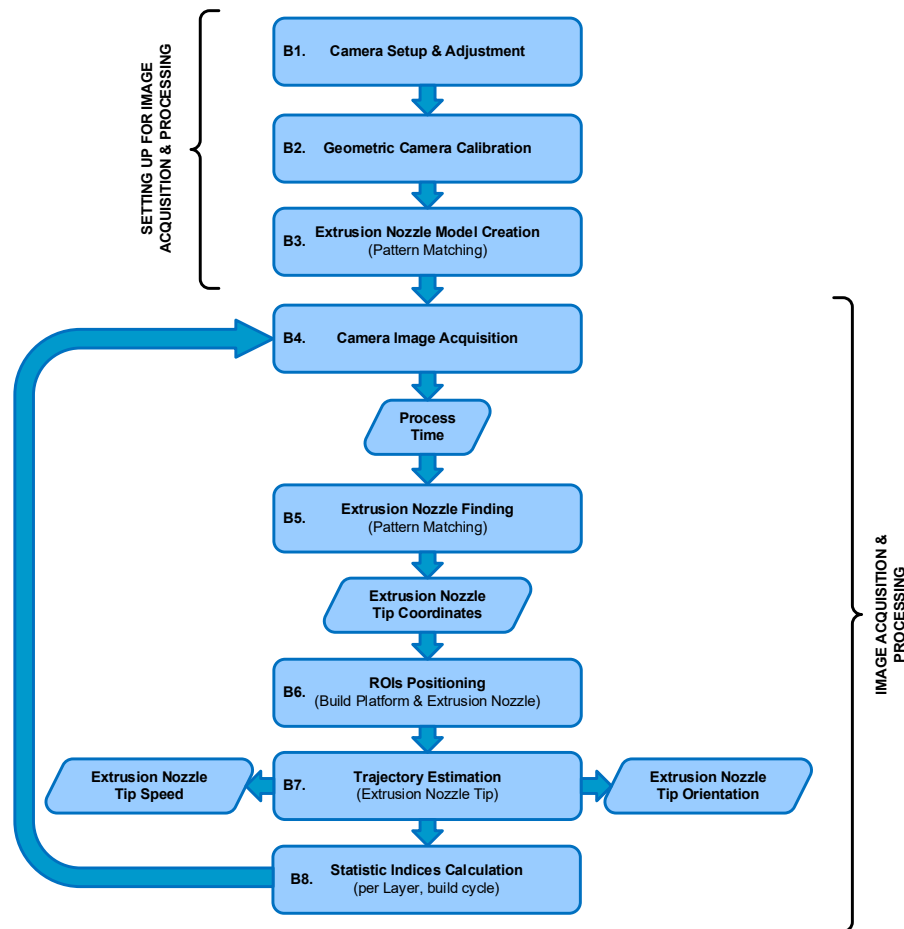 SETTING UP FOR IMAGE
ACQUISITION & PROCESSING
B1. Camera Setup & Adjustment
B2. Geometric Camera Calibration
B3. Extrusion Nozzle Model Creation
(Pattern Matching)
B4. Camera Image Acquisition
Process
Time
B5. Extrusion Nozzle Finding
(Pattern Matching)
Extrusion Nozzle
Tip Coordinates
B6. ROIs Positioning
(Build Platform & Extrusion Nozzle)
Extrusion Nozzle
Tip Speed
B7. Trajectory Estimation
(Extrusion Nozzle Tip)
Extrusion Nozzle
Tip Orientation
B8. Statistic Indices Calculation
(per Layer, build cycle)
IMAGE ACQUISITION &
PROCESSING